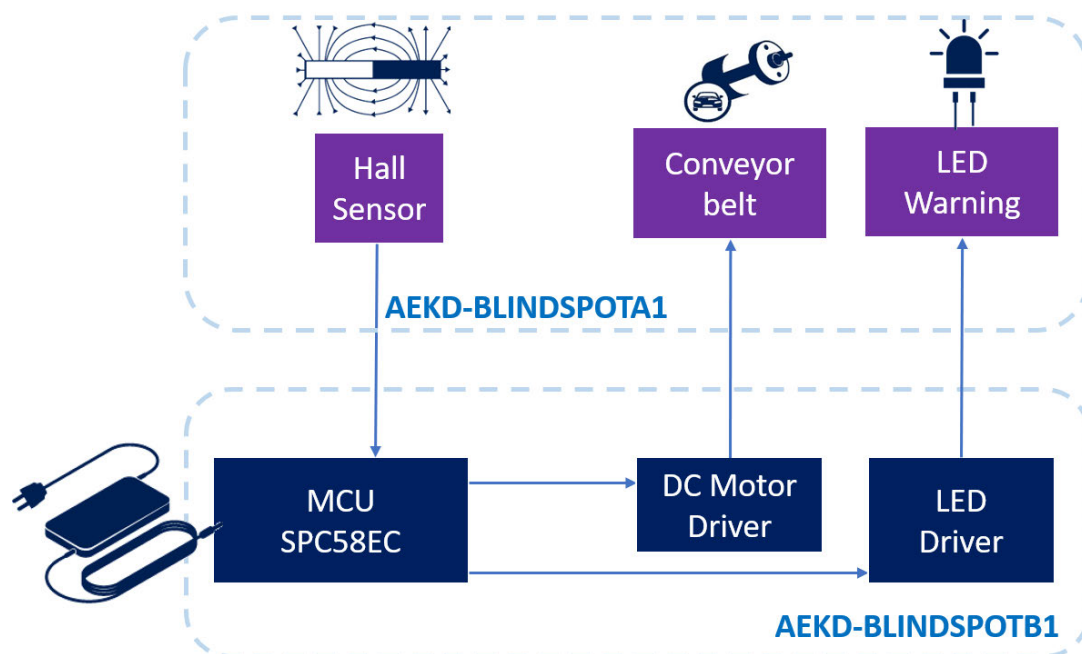 Hall
Sensor
Conveyor
belt
LED
Warning
AEKD-BLINDSPOTA1
MCU
SPC58EC
DC Motor
Driver
LED
Driver
AEKD-BLINDSPOTB1